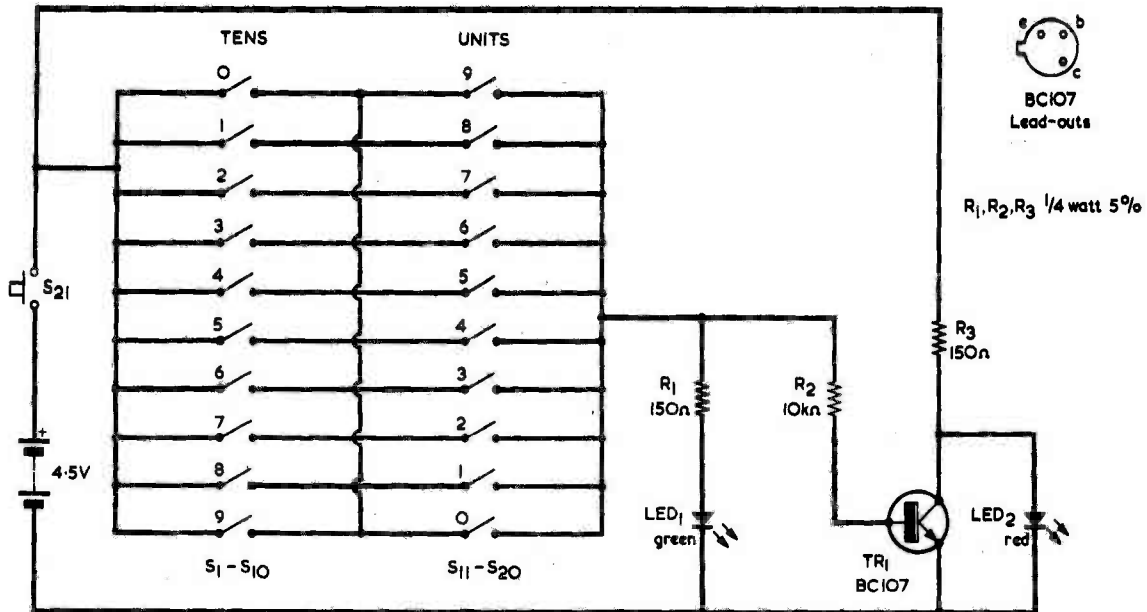 TENS
UNITS
0
9
1
8
2
7
3
6
4
5
5
4
6
3
7
2
8
1
9
0
S1-S10
S11-S20
S21
+
4.5V
R1
150Ω
R2
10kΩ
R3
150Ω
LED1
green
TR1
BC107
LED2
red
e
b
c
BC107
Lead-outs
R1,R2,R3 1/4 watt 5%